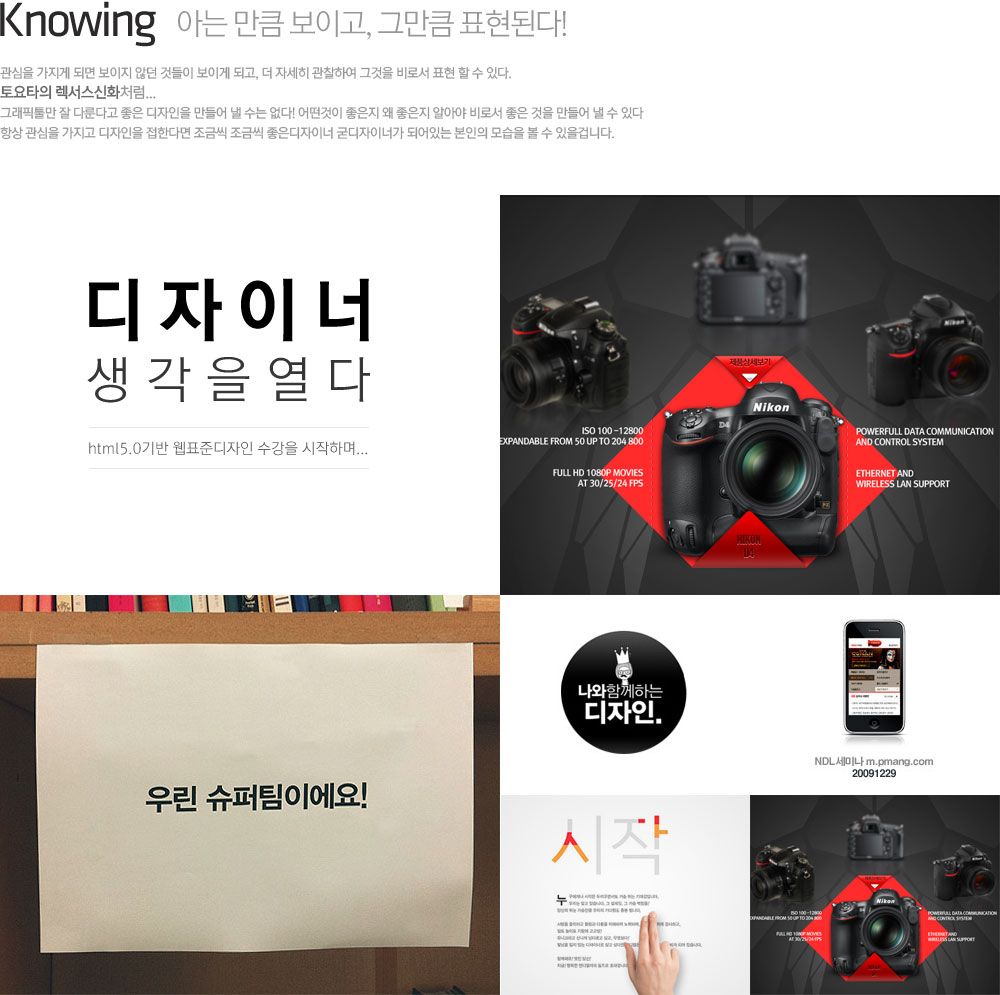 Knowing 아는 만큼 보이고, 그만큼 표현된다!
관심을 가지게 되면 보이지 않던 것들이 보이게 되고, 더 자세히 관찰하여 그것을 비로서 표현 할 수 있다.
토요타의 렉서스신화처럼...
그래픽툴만 잘 다룬다고 좋은 디자인을 만들어 낼 수는 없다! 어떤것이 좋은지 왜 좋은지 알아야 비로서 좋은 것을 만들어 낼 수 있다
항상 관심을 가지고 디자인을 접한다면 조금씩 조금씩 좋은디자이너 굳디자이너가 되어있는 본인의 모습을 볼 수 있을겁니다.
디자이너
생각을열다
html5.0기반 웹표준디자인 수강을 시작하며...
Nikon
제품상세보기
Nikon
D4
ISO 100 -12800
EXPANDABLE FROM 50 UP TO 204 800
FULL HD 1080P MOVIES
AT 30/25/24 FPS
POWERFULL DATA COMMUNICATION
AND CONTROL SYSTEM
ETHERNET AND
WIRELESS LAN SUPPORT
NIKON
D4
우린 슈퍼팀이에요!
나와함께하는
디자인.
NDL세미나 m.pmang.com
20091229
시작
Nikon
ISO 100 -12800
EXPANDABLE FROM 50 UP TO 204 800
FULL HD 1080P MOVIES
AT 30/25/24 FPS
POWERFULL DATA COMMUNICATION
AND CONTROL SYSTEM
ETHERNET AND
WIRELESS LAN SUPPORT